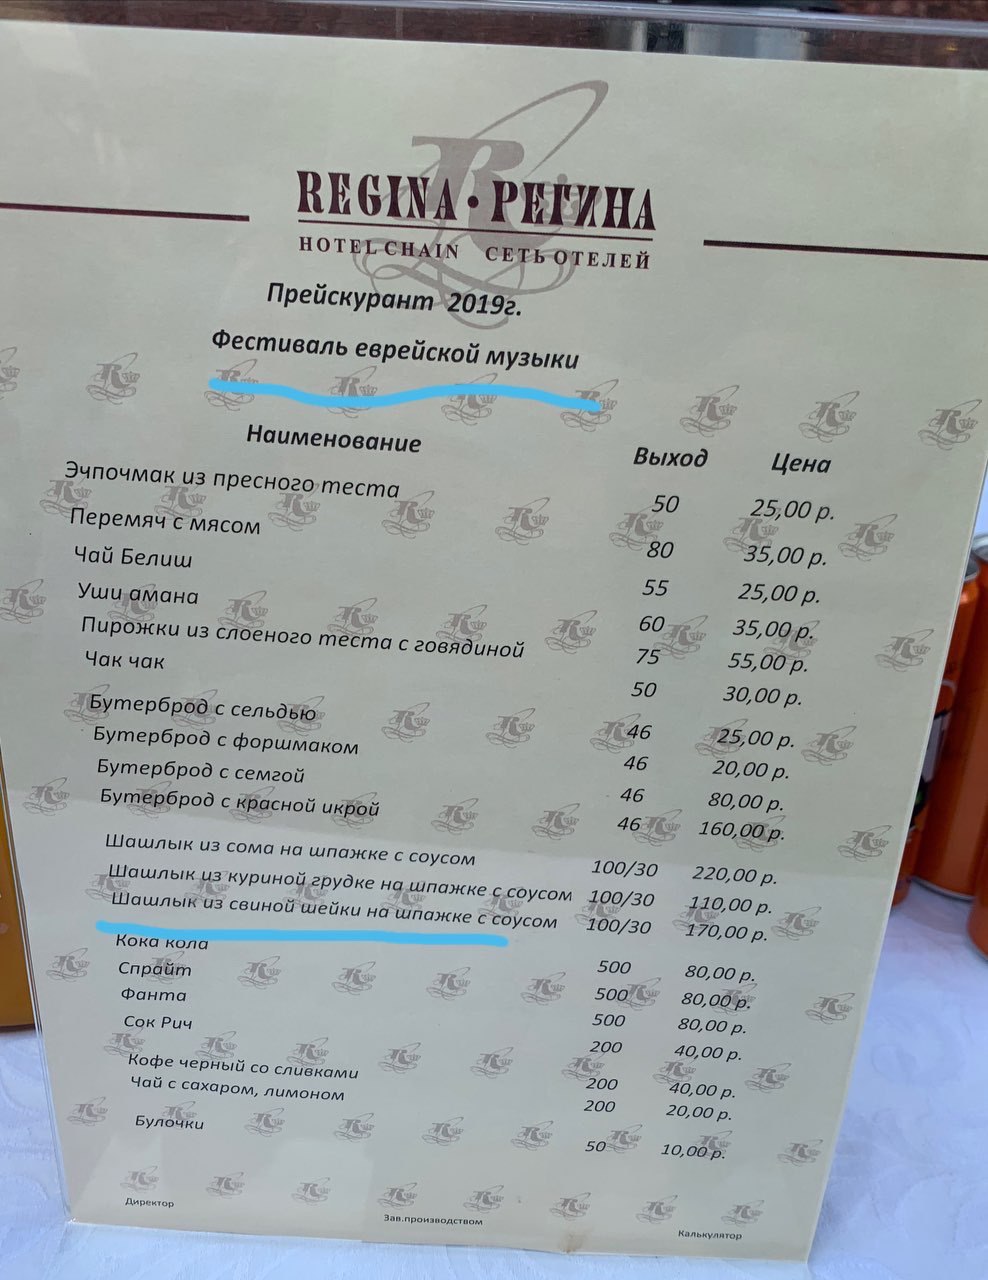 REGINA • РЕГИНА
HOTEL CHAIN СЕТЬ ОТЕЛЕЙ
Прейскурант 2019г.
Фестиваль еврейской музыки
Наименование Выход Цена
Эчпочмак из пресного теста 50 25,00 р.
Перемяч с мясом 80 35,00 р.
Чай Белиш 55 25,00 р.
Уши амана 60 35,00 р.
Пирожки из слоеного теста с говядиной 75 55,00 р.
Чак чак 50 30,00 р.
Бутерброд с сельдью 46 25,00 р.
Бутерброд с форшмаком 46 20,00 р.
Бутерброд с семгой 46 80,00 р.
Бутерброд с красной икрой 46 160,00 р.
Шашлык из сома на шпажке с соусом 100/30 220,00 р.
Шашлык из куриной грудке на шпажке с соусом 100/30 110,00 р.
Шашлык из свиной шейки на шпажке с соусом 100/30 170,00 р.
Кока кола 500 80,00 р.
Спрайт 500 80,00 р.
Фанта 500 80,00 р.
Сок Рич 200 40,00 р.
Кофе черный со сливками 200 40,00 р.
Чай с сахаром, лимоном 200 20,00 р.
Булочки 50 10,00 р.
Директор Зав.производством Калькулятор